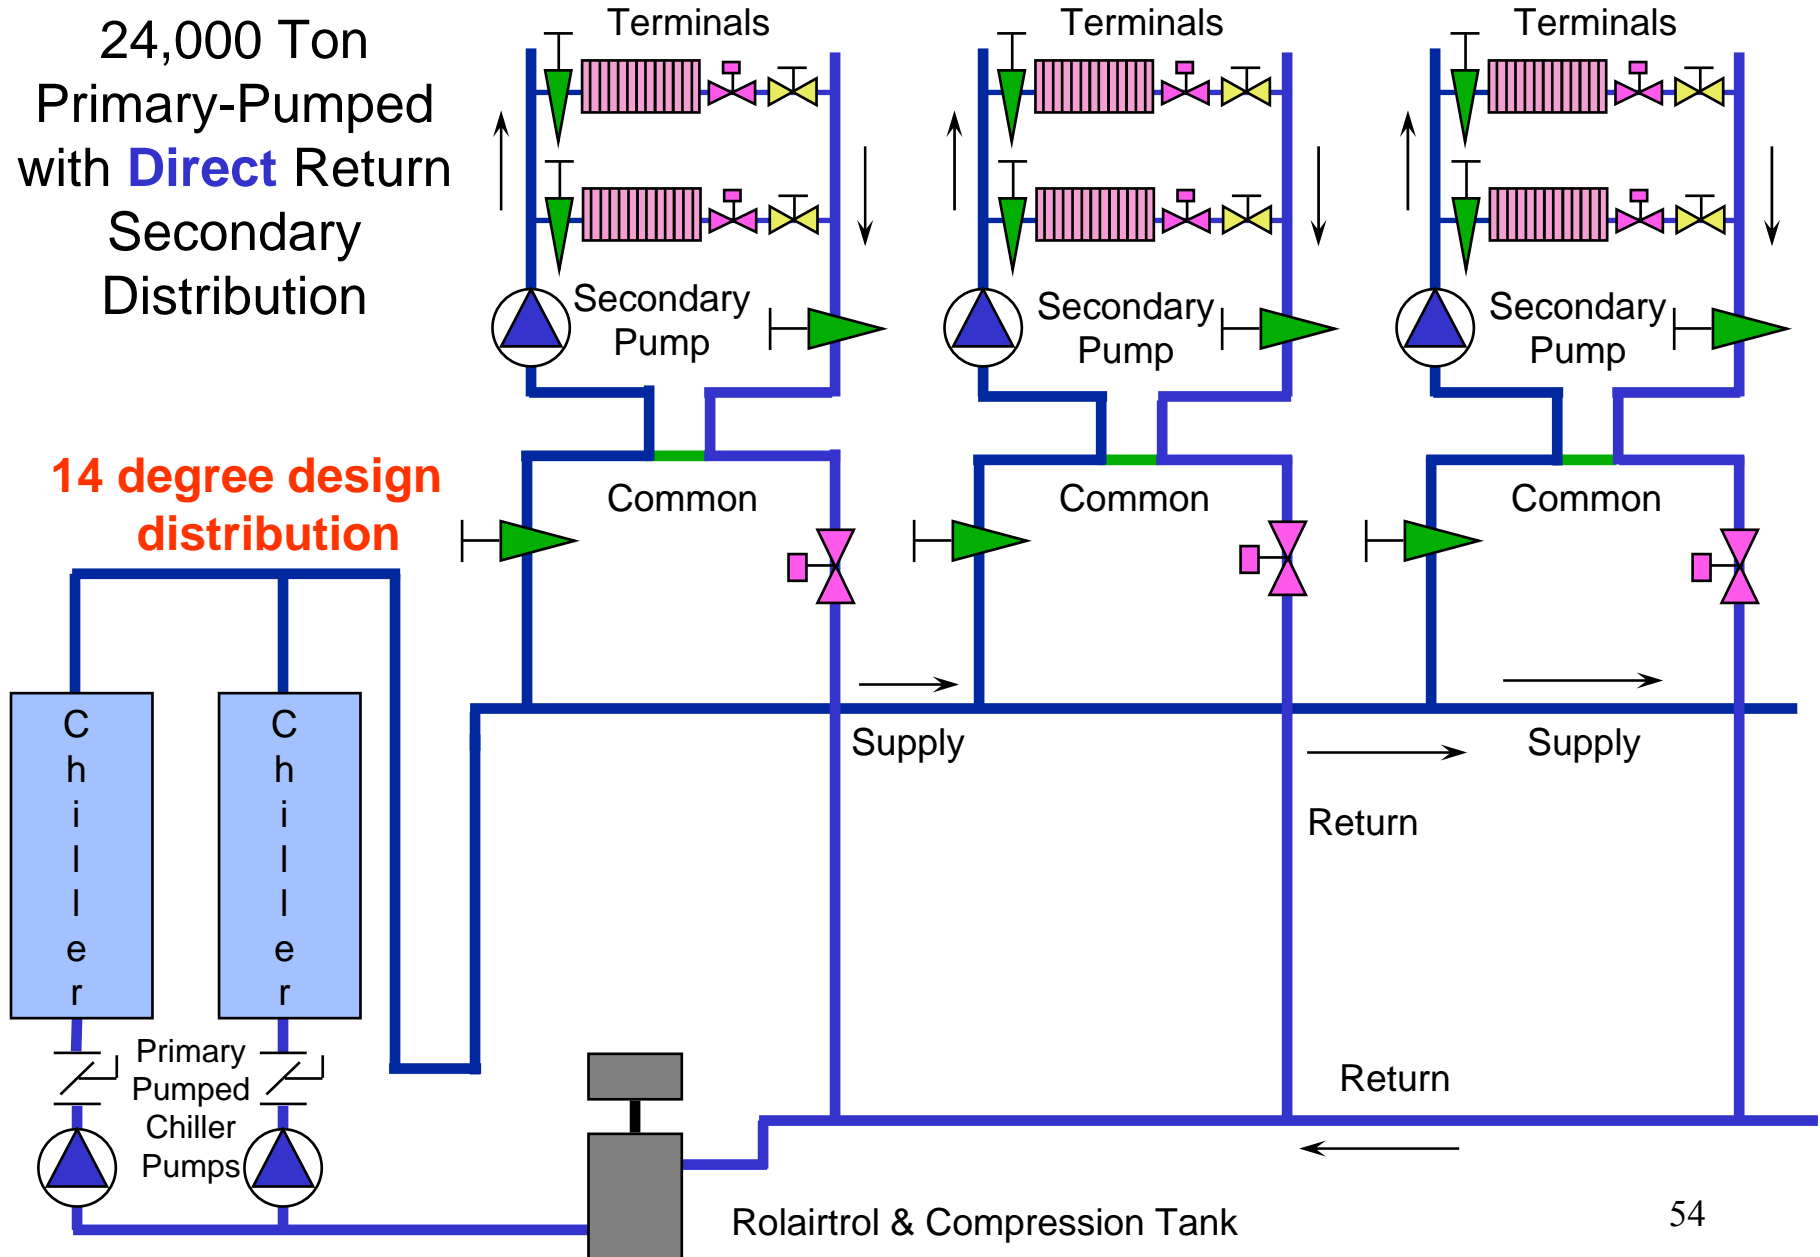 24,000 Ton
Primary-Pumped
with Direct Return
Secondary
Distribution
Terminals
Terminals
Terminals
Secondary
Pump
Secondary
Pump
Secondary
Pump
14 degree design
distribution
Common
Common
Common
Chiller
Chiller
Supply
Supply
Return
Primary
Pumped
Chiller
Pumps
Return
Rolairtrol & Compression Tank
54